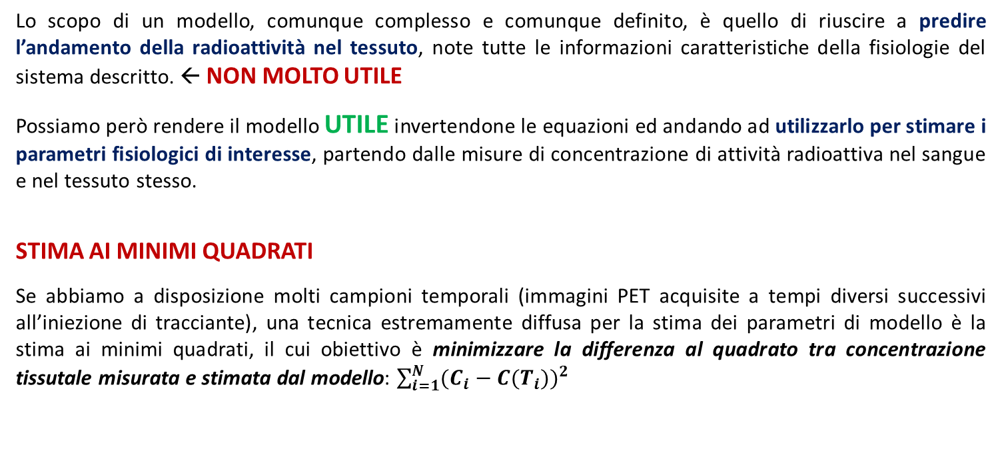 Lo scopo di un modello, comunque complesso e comunque definito, è quello di riuscire a predire
l’andamento della radioattività nel tessuto, note tutte le informazioni caratteristiche della fisiologie del
sistema descritto. ← NON MOLTO UTILE
Possiamo però rendere il modello UTILE invertendone le equazioni ed andando ad utilizzarlo per stimare i
parametri fisiologici di interesse, partendo dalle misure di concentrazione di attività radioattiva nel sangue
e nel tessuto stesso.
STIMA AI MINIMI QUADRATI
Se abbiamo a disposizione molti campioni temporali (immagini PET acquisite a tempi diversi successivi
all’iniezione di tracciante), una tecnica estremamente diffusa per la stima dei parametri di modello è la
stima ai minimi quadrati, il cui obiettivo è minimizzare la differenza al quadrato tra concentrazione
tissutale misurata e stimata dal modello: ∑_{i=1}^{N}(C_i − C(T_i))^2